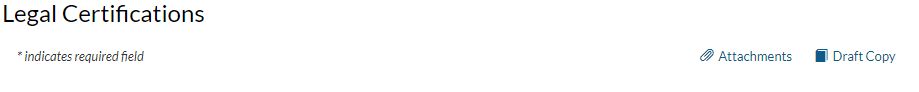 Legal Certifications
* indicates required field
Attachments Draft Copy